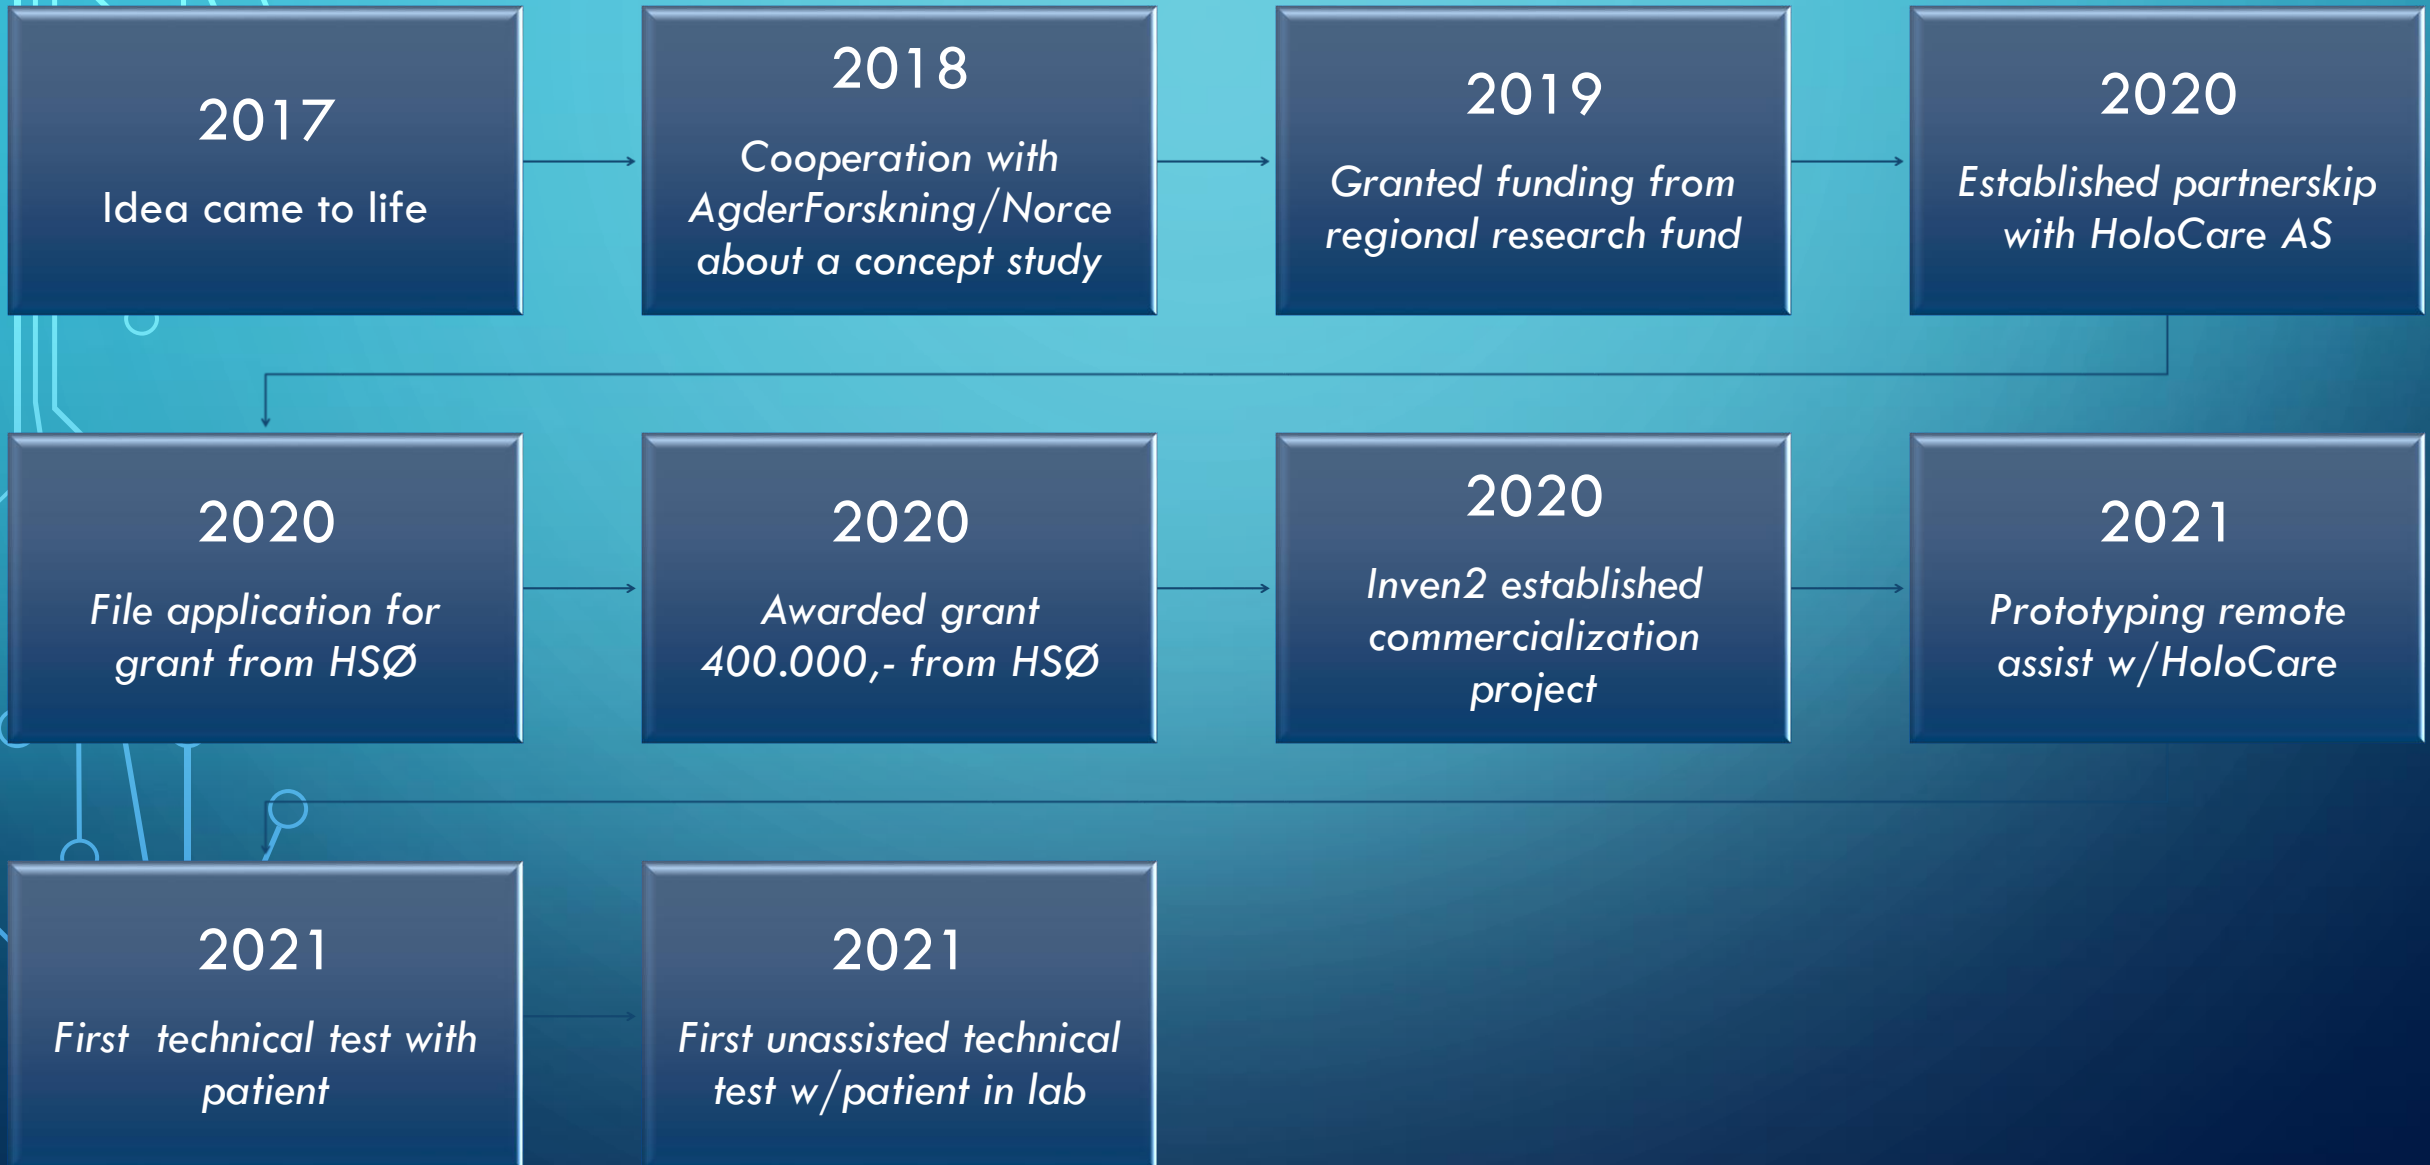 2017
Idea came to life
2018
Cooperation with
AgderForskning/Norce
about a concept study
2019
Granted funding from
regional research fund
2020
Established partnerskip
with HoloCare AS
2020
File application for
grant from HSØ
2020
Awarded grant
400.000,- from HSØ
2020
Inven2 established
commercialization
project
2021
Prototyping remote
assist w/HoloCare
2021
First  technical test with
patient
2021
First unassisted technical
test w/patient in lab